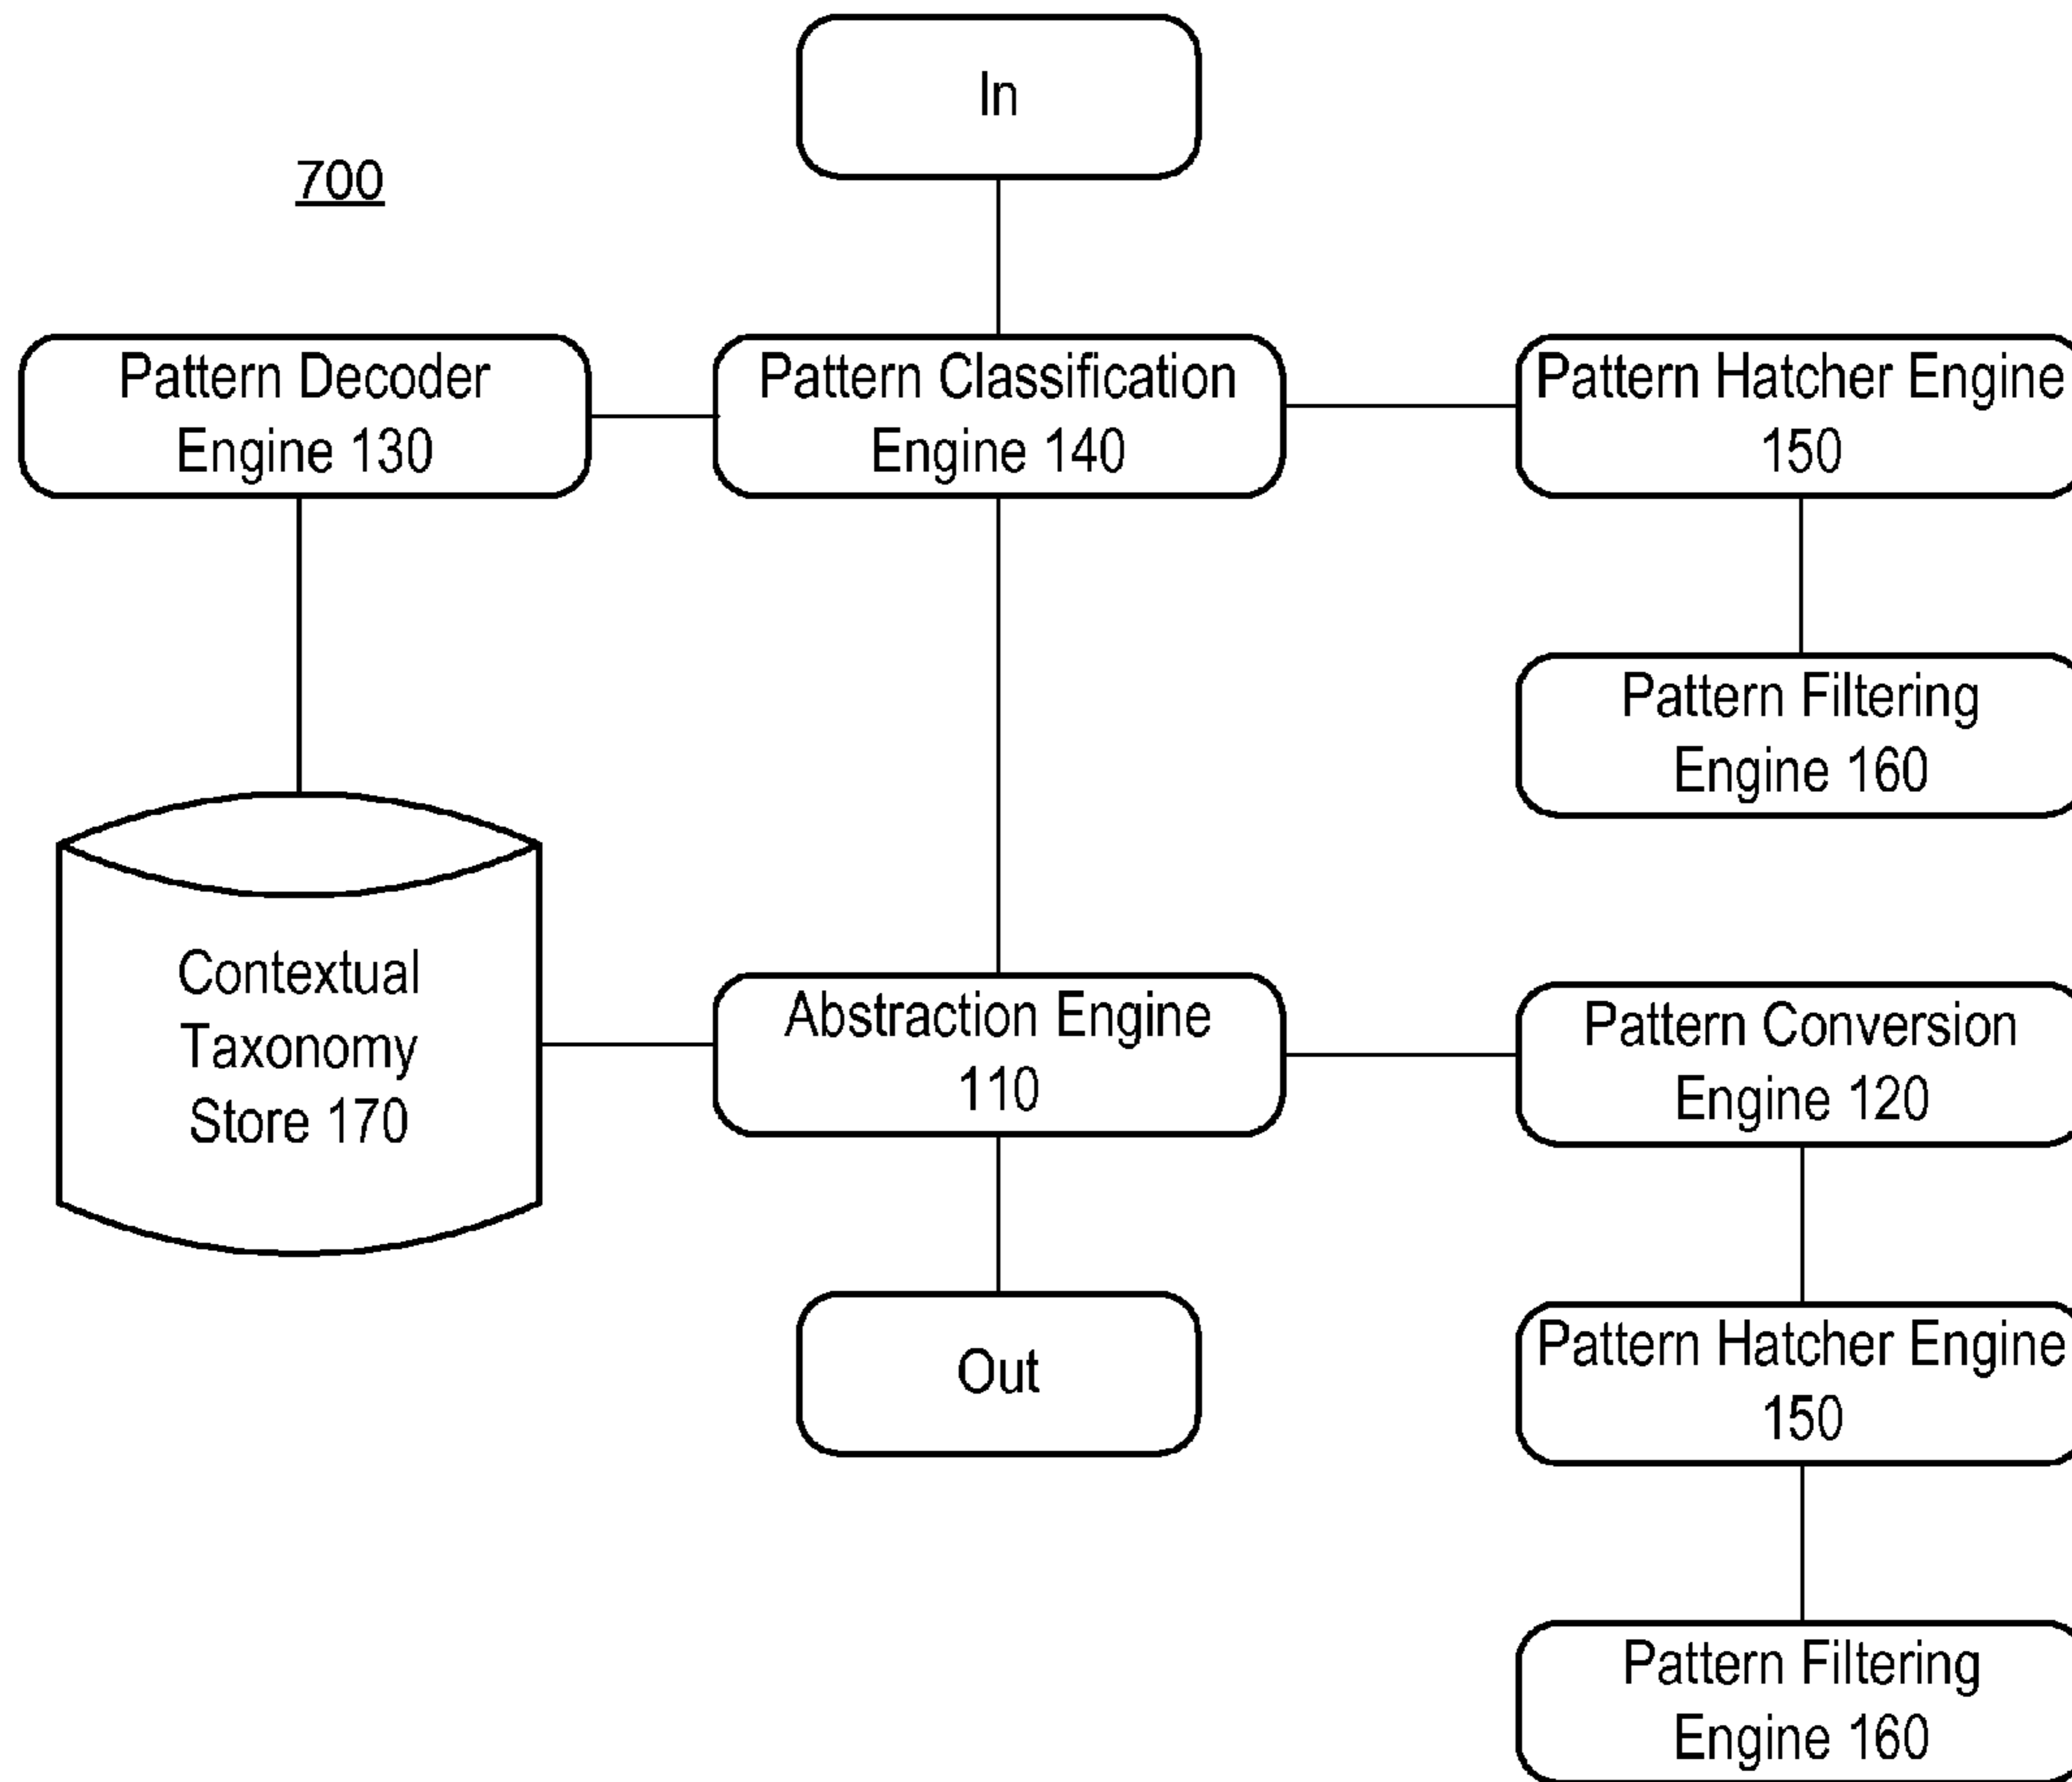 In
700
Pattern Decoder
Engine 130
Pattern Classification
Engine 140
Pattern Hatcher Engine
150
Pattern Filtering
Engine 160
Contextual
Taxonomy
Store 170
Abstraction Engine
110
Pattern Conversion
Engine 120
Out
Pattern Hatcher Engine
150
Pattern Filtering
Engine 160